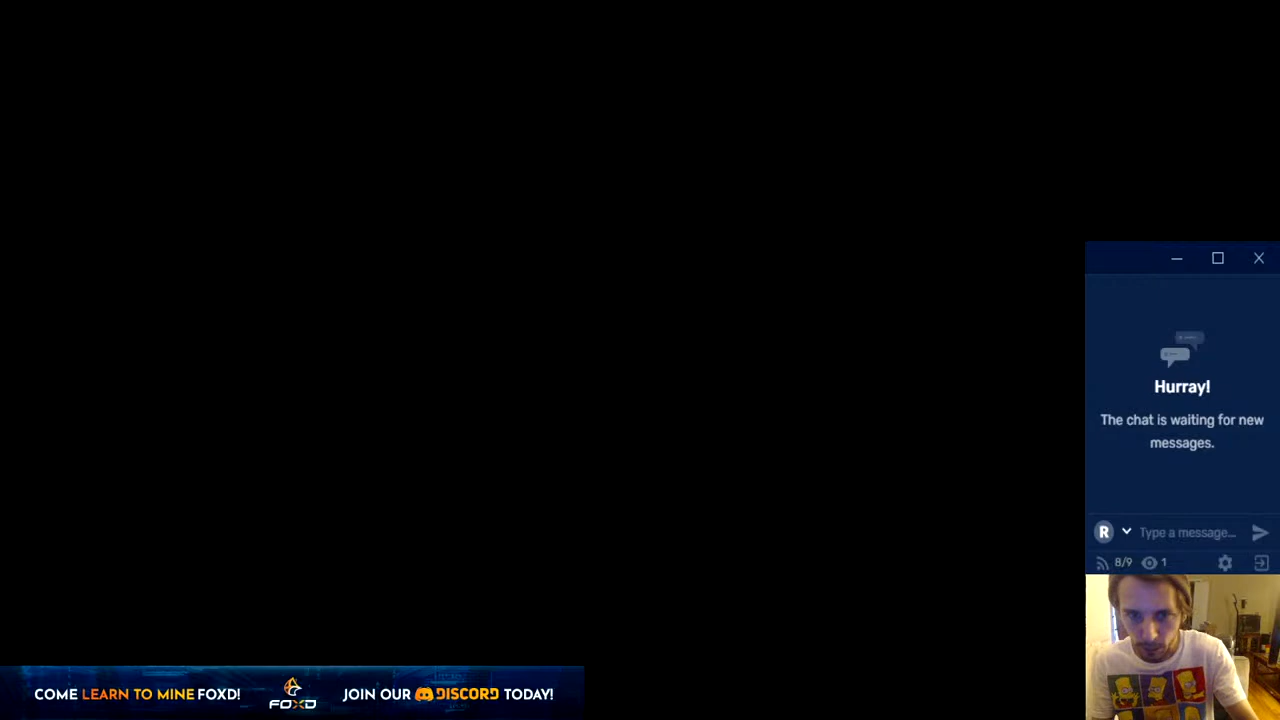 Hurray!
The chat is waiting for new
messages.
R
Type a message...
8/9
1
COME LEARN TO MINE FOXD!
FOXD
JOIN OUR DISCORD TODAY!